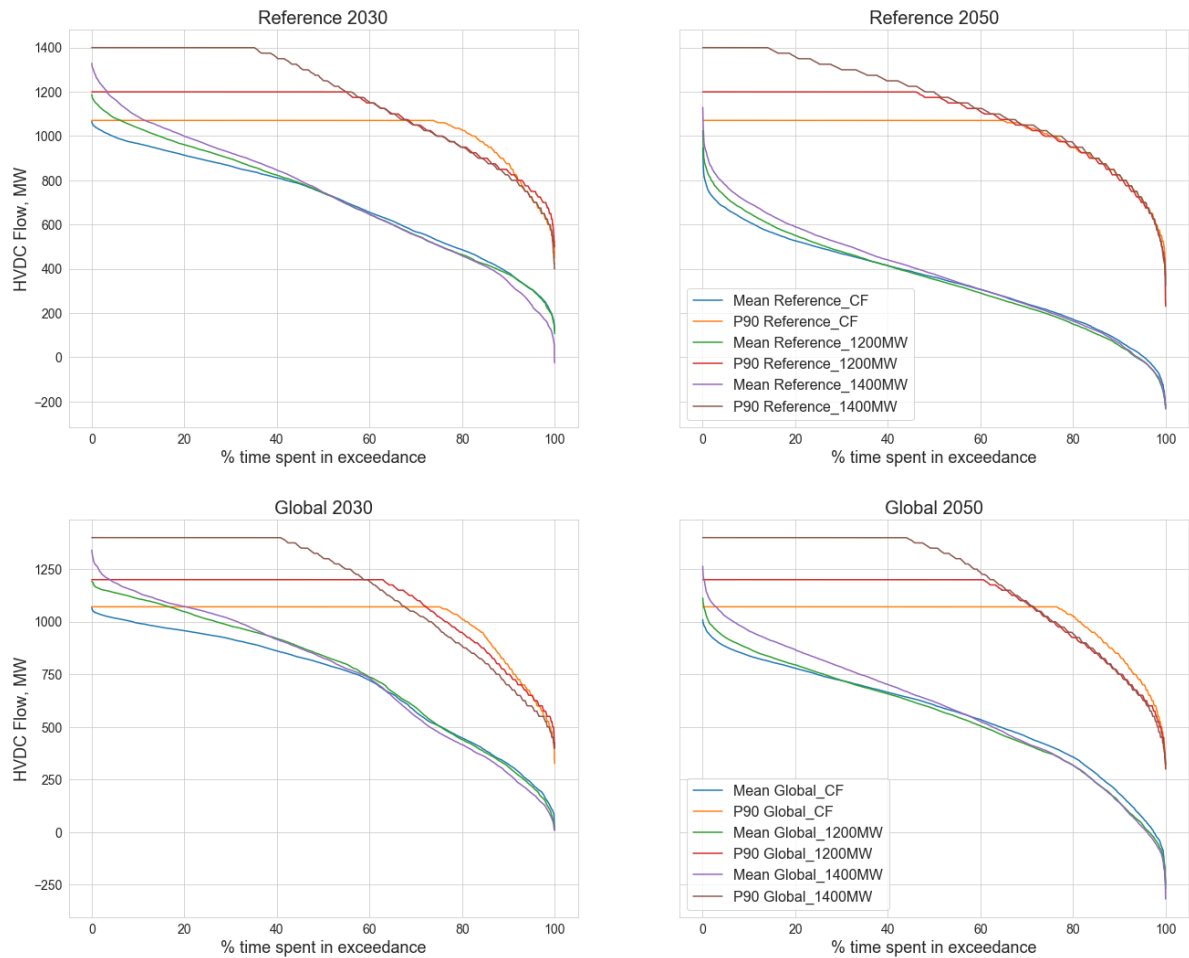 Reference 2030
Reference 2050
1400
1200
1000
800
600
400
200
0
−200
HVDC Flow, MW
0 20 40 60 80 100
% time spent in exceedance
Mean Reference_CF
P90 Reference_CF
Mean Reference_1200MW
P90 Reference_1200MW
Mean Reference_1400MW
P90 Reference_1400MW
0 20 40 60 80 100
% time spent in exceedance
Global 2030
Global 2050
1250
1000
750
500
250
0
−250
HVDC Flow, MW
0 20 40 60 80 100
% time spent in exceedance
Mean Global_CF
P90 Global_CF
Mean Global_1200MW
P90 Global_1200MW
Mean Global_1400MW
P90 Global_1400MW
0 20 40 60 80 100
% time spent in exceedance